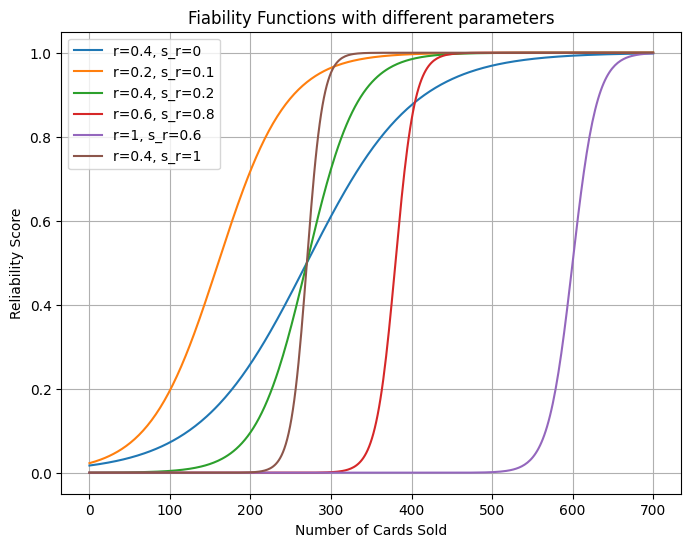 Fiability Functions with different parameters
r=0.4, s_r=0
r=0.2, s_r=0.1
r=0.4, s_r=0.2
r=0.6, s_r=0.8
r=1, s_r=0.6
r=0.4, s_r=1
Reliability Score
1.0
0.8
0.6
0.4
0.2
0.0
0 100 200 300 400 500 600 700
Number of Cards Sold